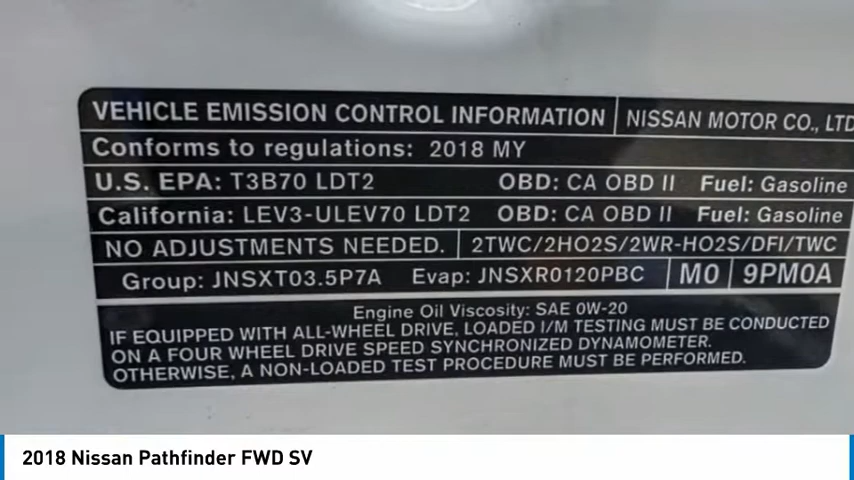 VEHICLE EMISSION CONTROL INFORMATION NISSAN MOTOR CO., LTD
Conforms to regulations: 2018 MY
U.S. EPA: T3B70 LDT2 OBD: CA OBD II Fuel: Gasoline
California: LEV3-ULEV70 LDT2 OBD: CA OBD II Fuel: Gasoline
NO ADJUSTMENTS NEEDED. 2TWC/2HO2S/2WR-HO2S/DFI/TWC
Group: JNSXT03.5P7A Evap: JNSXR0120PBC M0 9PM0A
Engine Oil Viscosity: SAE 0W-20
IF EQUIPPED WITH ALL-WHEEL DRIVE, LOADED I/M TESTING MUST BE CONDUCTED
ON A FOUR WHEEL DRIVE SPEED SYNCHRONIZED DYNAMOMETER.
OTHERWISE, A NON-LOADED TEST PROCEDURE MUST BE PERFORMED.
2018 Nissan Pathfinder FWD SV